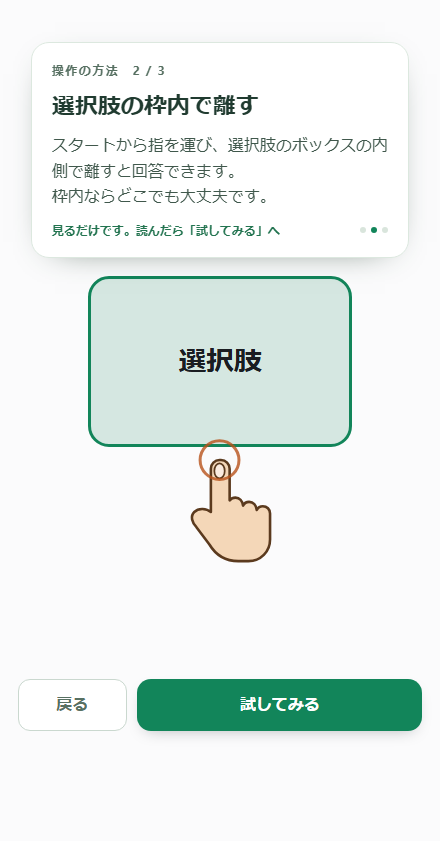 操作の方法　2 / 3
選択肢の枠内で離す
スタートから指を運び、選択肢のボックスの内
側で離すと回答できます。
枠内ならどこでも大丈夫です。
見るだけです。読んだら「試してみる」へ
選択肢
戻る
試してみる